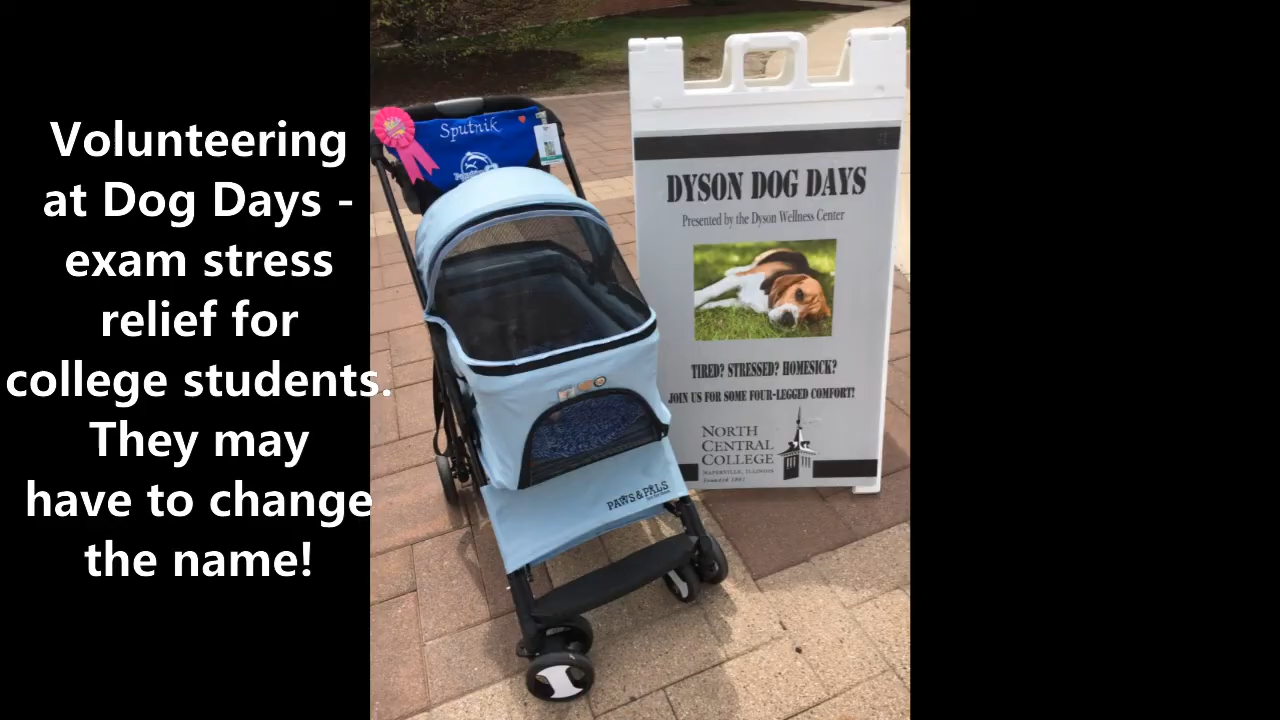 Volunteering
at Dog Days -
exam stress
relief for
college students.
They may
have to change
the name!
Sputnik
DYSON DOG DAYS
Presented by the Dyson Wellness Center
TIRED? STRESSED? HOMESICK?
JOIN US FOR SOME FOUR-LEGGED COMFORT!
NORTH
CENTRAL
COLLEGE
NAPERVILLE, ILLINOIS
Founded 1861
PAWS & PALS